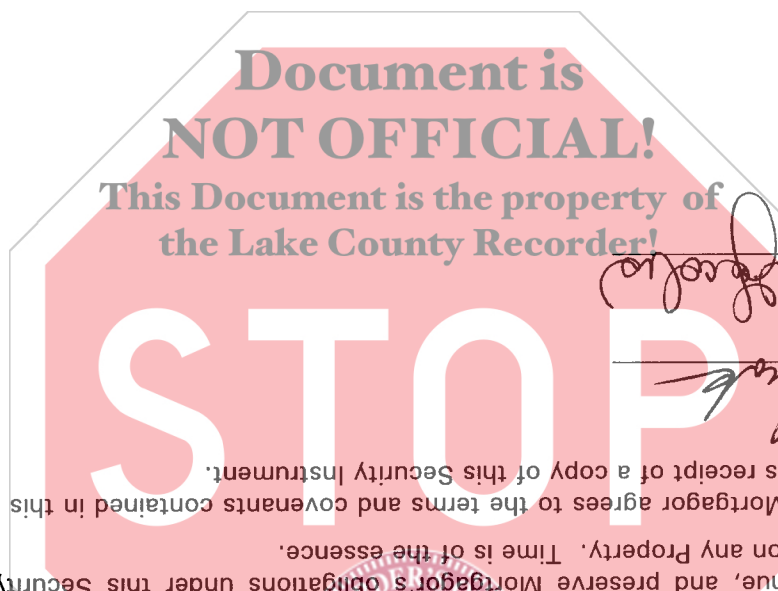 Document is
NOT OFFICIAL!
This Document is the property of
the Lake County Recorder!
STOP
and preserve Mortgagor's obligations under this Security
on any Property. Time is of the essence.
Mortgagor agrees to the terms and covenants contained in this
receipt of a copy of this Security Instrument.